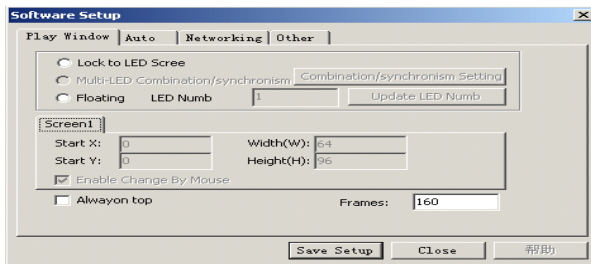 Software Setup
Play Window Auto Networking Other
Lock to LED Scree
Multi-LED Combination/synchronism Combination/synchronism Setting
Floating LED Numb 1 Update LED Numb
Screen1
Start X: 0 Width(W): 64
Start Y: 0 Height(H): 96
Enable Change By Mouse
Alwayon top Frames: 160
Save Setup Close 帮助